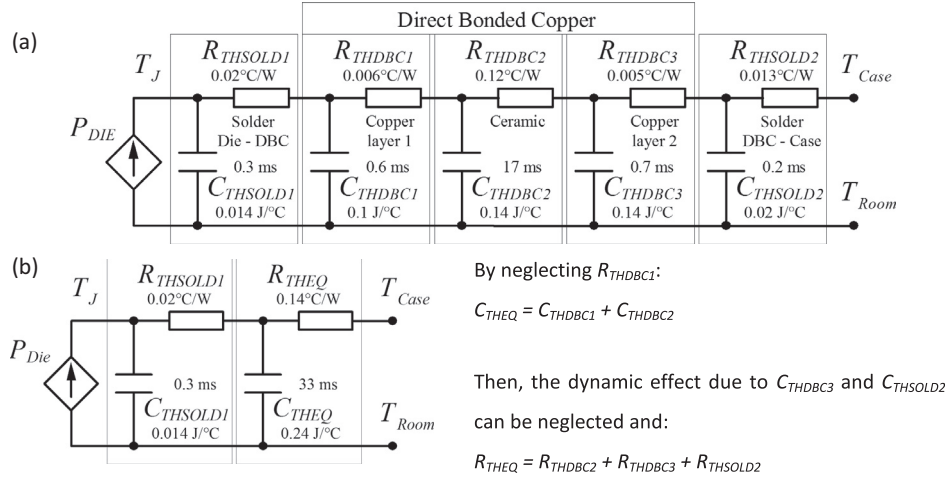 Direct Bonded Copper
(a)
T_J
R_THSOLD1
0.02°C/W
R_THDBC1
0.006°C/W
R_THDBC2
0.12°C/W
R_THDBC3
0.005°C/W
R_THSOLD2
0.013°C/W
T_Case
P_DIE
Solder
Die - DBC
Copper
layer 1
Ceramic
Copper
layer 2
Solder
DBC - Case
0.3 ms
0.6 ms
17 ms
0.7 ms
0.2 ms
C_THSOLD1
0.014 J/°C
C_THDBC1
0.1 J/°C
C_THDBC2
0.14 J/°C
C_THDBC3
0.14 J/°C
C_THSOLD2
0.02 J/°C
T_Room
(b)
T_J
R_THSOLD1
0.02°C/W
R_THEQ
0.14°C/W
T_Case
P_Die
0.3 ms
33 ms
C_THSOLD1
0.014 J/°C
C_THEQ
0.24 J/°C
T_Room
By neglecting R_THDBC1:
C_THEQ = C_THDBC1 + C_THDBC2
Then, the dynamic effect due to C_THDBC3 and C_THSOLD2
can be neglected and:
R_THEQ = R_THDBC2 + R_THDBC3 + R_THSOLD2